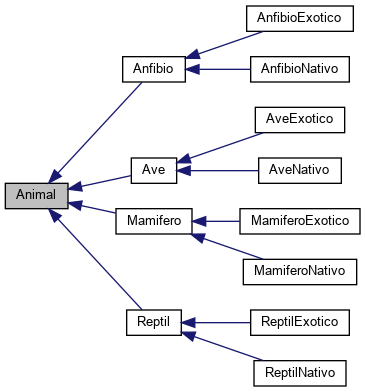 AnfibioExotico
Anfibio
AnfibioNativo
AveExotico
Ave
AveNativo
Animal
Mamifero
MamiferoExotico
MamiferoNativo
Reptil
ReptilExotico
ReptilNativo